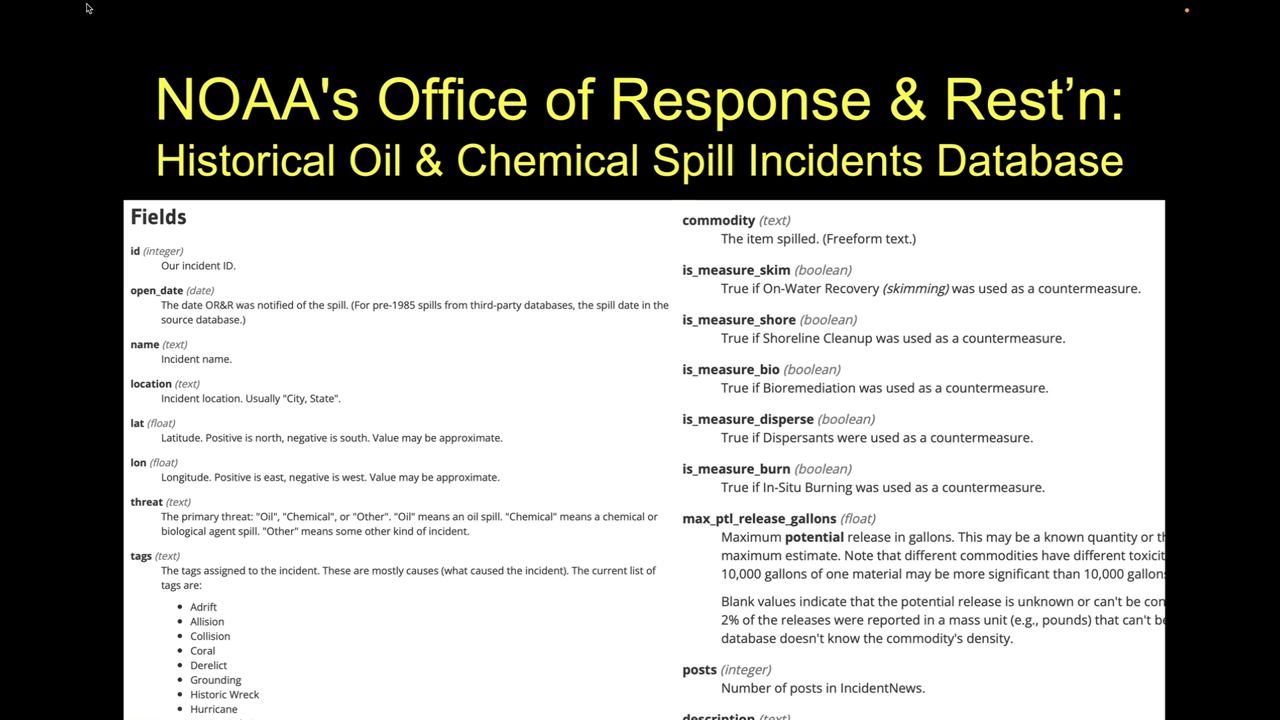 NOAA's Office of Response & Rest’n:
Historical Oil & Chemical Spill Incidents Database
Fields
id (integer)
Our incident ID.
open_date (date)
The date OR&R was notified of the spill. (For pre-1985 spills from third-party databases, the spill date in the
source database.)
name (text)
Incident name.
location (text)
Incident location. Usually "City, State".
lat (float)
Latitude. Positive is north, negative is south. Value may be approximate.
lon (float)
Longitude. Positive is east, negative is west. Value may be approximate.
threat (text)
The primary threat: "Oil", "Chemical", or "Other". "Oil" means an oil spill. "Chemical" means a chemical or
biological agent spill. "Other" means some other kind of incident.
tags (text)
The tags assigned to the incident. These are mostly causes (what caused the incident). The current list of
tags are:
• Adrift
• Allision
• Collision
• Coral
• Derelict
• Grounding
• Historic Wreck
• Hurricane
commodity (text)
The item spilled. (Freeform text.)
is_measure_skim (boolean)
True if On-Water Recovery (skimming) was used as a countermeasure.
is_measure_shore (boolean)
True if Shoreline Cleanup was used as a countermeasure.
is_measure_bio (boolean)
True if Bioremediation was used as a countermeasure.
is_measure_disperse (boolean)
True if Dispersants were used as a countermeasure.
is_measure_burn (boolean)
True if In-Situ Burning was used as a countermeasure.
max_ptl_release_gallons (float)
Maximum potential release in gallons. This may be a known quantity or
maximum estimate. Note that different commodities have different
10,000 gallons of one material may be more significant than 10,000 gallons
Blank values indicate that the potential release is unknown or can't be
2% of the releases were reported in a mass unit (e.g., pounds) that can't
database doesn't know the commodity's density.
posts (integer)
Number of posts in IncidentNews.
description (text)